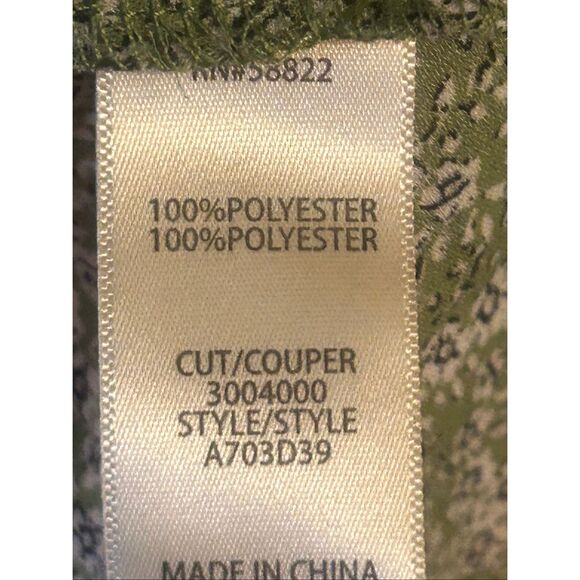 RN#58822
100%POLYESTER
100%POLYESTER
CUT/COUPER
3004000
STYLE/STYLE
A703D39
MADE IN CHINA